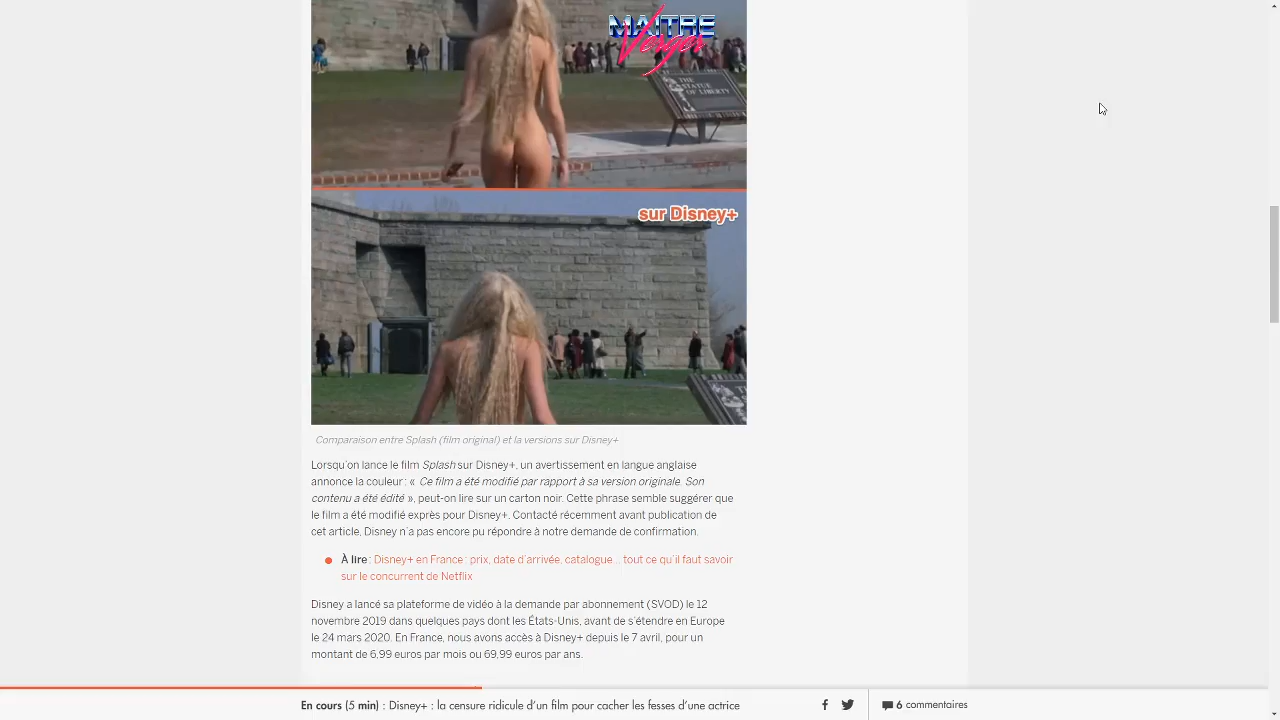 MAITRE
Verges
THE
STATUE
OF LIBERTY
sur Disney+
THE
Comparaison entre Splash (film original) et la versions sur Disney+
Lorsqu'on lance le film Splash sur Disney+, un avertissement en langue anglaise
annonce la couleur : « Ce film a été modifié par rapport à sa version originale. Son
contenu a été édité », peut-on lire sur un carton noir. Cette phrase semble suggérer que
le film a été modifié exprès pour Disney+. Contacté récemment avant publication de
cet article, Disney n'a pas encore pu répondre à notre demande de confirmation.
À lire : Disney+ en France : prix, date d'arrivée, catalogue .. tout ce qu'il faut savoir
sur le concurrent de Netflix
Disney a lancé sa plateforme de vidéo à la demande par abonnement (SVOD) le 12
novembre 2019 dans quelques pays dont les États-Unis, avant de s'étendre en Europe
le 24 mars 2020. En France, nous avons accès à Disney+ depuis le 7 avril, pour un
montant de 6,99 euros par mois ou 69,99 euros par ans.
En cours (5 min) : Disney+ : la censure ridicule d'un film pour cacher les fesses d'une actrice
6 commentaires